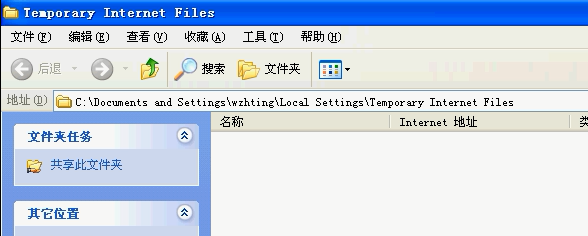 Temporary Internet Files
文件(F) 编辑(E) 查看(V) 收藏(A) 工具(T) 帮助(H)
后退 搜索 文件夹
地址(D) C:\Documents and Settings\wzhting\Local Settings\Temporary Internet Files
名称 Internet 地址
文件夹任务
共享此文件夹
其它位置